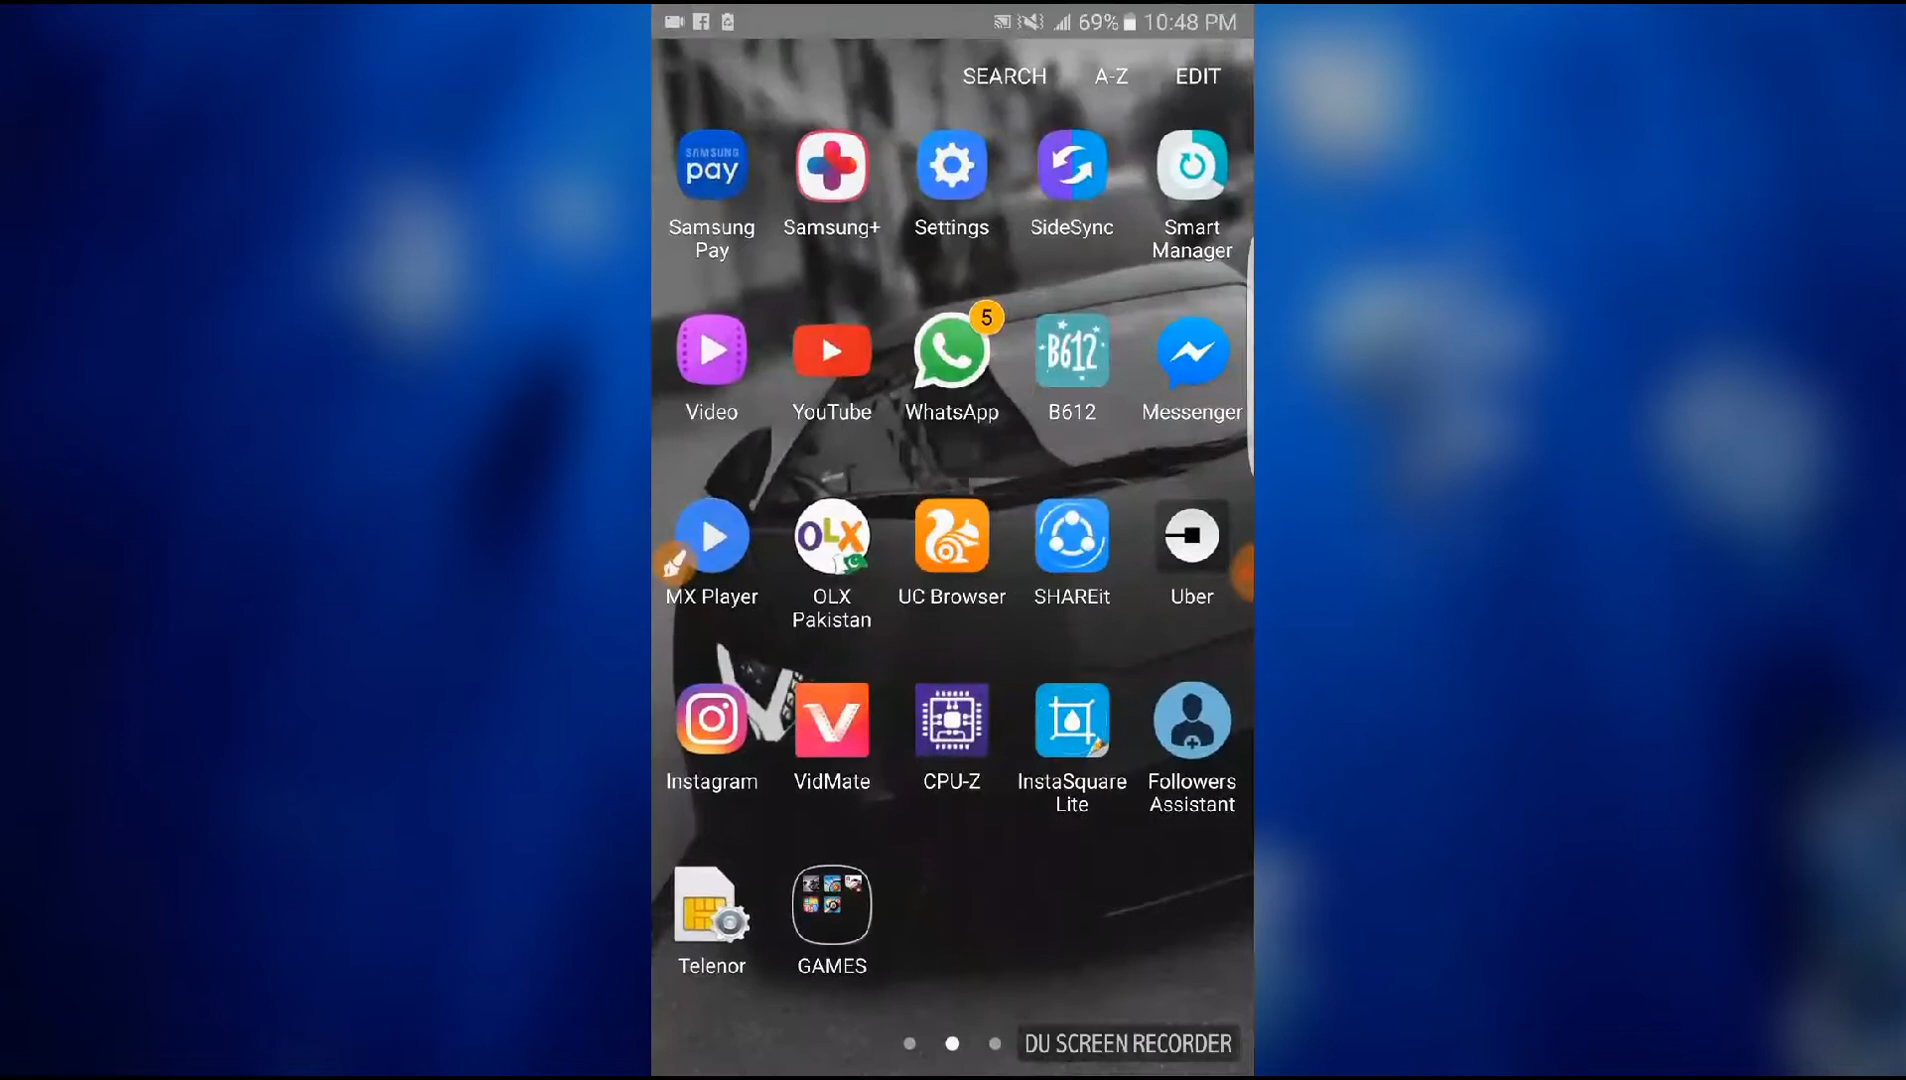 69% 10:48 PM
SEARCH A-Z EDIT
SAMSUNG
pay
Samsung
Pay
Samsung+
Settings
SideSync
Smart
Manager
5
B612
Video
YouTube
WhatsApp
B612
Messenger
OLX
MX Player
OLX
Pakistan
UC Browser
SHAREit
Uber
Instagram
VidMate
CPU-Z
InstaSquare
Lite
Followers
Assistant
Telenor
GAMES
DU SCREEN RECORDER